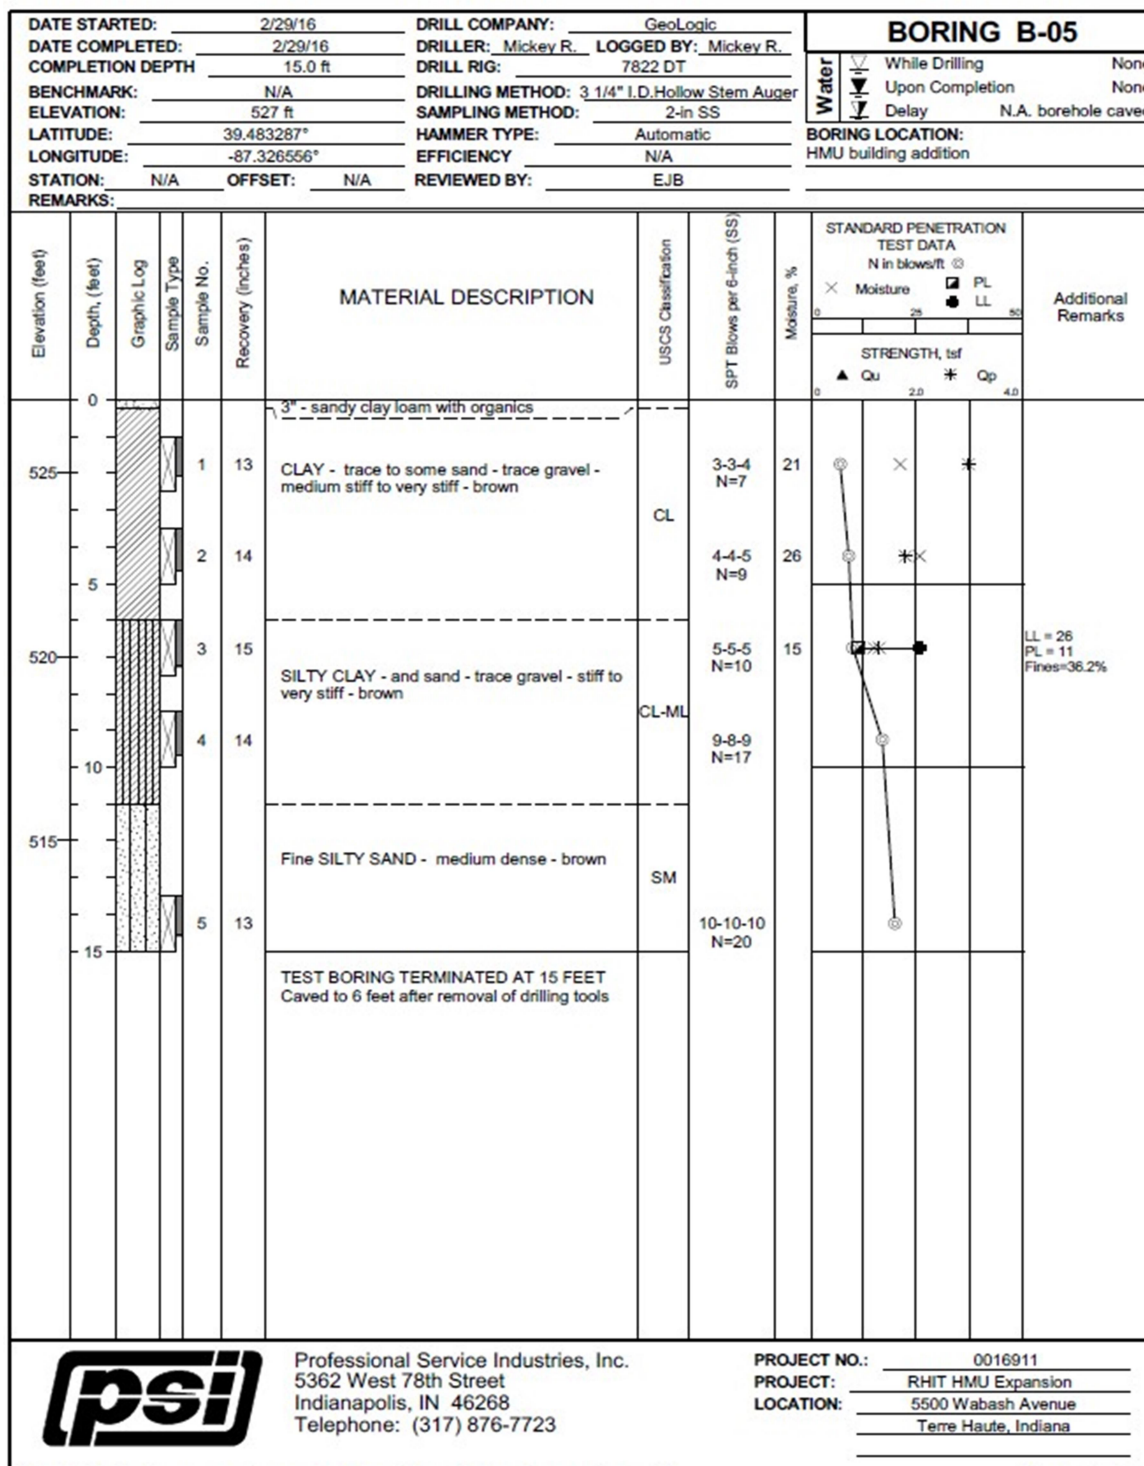 DATE STARTED: 2/29/16
DATE COMPLETED: 2/29/16
COMPLETION DEPTH 15.0 ft
BENCHMARK: N/A
ELEVATION: 527 ft
LATITUDE: 39.483287°
LONGITUDE: -87.326556°
STATION: N/A OFFSET: N/A
REMARKS:
DRILL COMPANY: GeoLogic
DRILLER: Mickey R. LOGGED BY: Mickey R.
DRILL RIG: 7822 DT
DRILLING METHOD: 3 1/4" I.D.Hollow Stem Auger
SAMPLING METHOD: 2-in SS
HAMMER TYPE: Automatic
EFFICIENCY N/A
REVIEWED BY: EJB
BORING B-05
Water
While Drilling None
Upon Completion None
Delay N.A. borehole caved
BORING LOCATION:
HMU building addition
Elevation (feet)
Depth, (feet)
Graphic Log
Sample Type
Sample No.
Recovery (inches)
MATERIAL DESCRIPTION
USCS Classification
SPT Blows per 6-inch (SS)
Moisture, %
STANDARD PENETRATION
TEST DATA
N in blows/ft
Moisture PL
LL
0 25 50
STRENGTH, tsf
Qu Qp
0 2.0 4.0
Additional
Remarks
0
3" - sandy clay loam with organics
525 1 13 CLAY - trace to some sand - trace gravel - 3-3-4 21
medium stiff to very stiff - brown N=7
CL
2 14 4-4-5 26
N=9
5
520 3 15 5-5-5 15
N=10
LL = 26
PL = 11
Fines=36.2%
SILTY CLAY - and sand - trace gravel - stiff to
very stiff - brown
CL-ML
4 14 9-8-9
N=17
10
515
Fine SILTY SAND - medium dense - brown
SM
5 13 10-10-10
N=20
15
TEST BORING TERMINATED AT 15 FEET
Caved to 6 feet after removal of drilling tools
psi
Professional Service Industries, Inc.
5362 West 78th Street
Indianapolis, IN 46268
Telephone: (317) 876-7723
PROJECT NO.: 0016911
PROJECT: RHIT HMU Expansion
LOCATION: 5500 Wabash Avenue
Terre Haute, Indiana